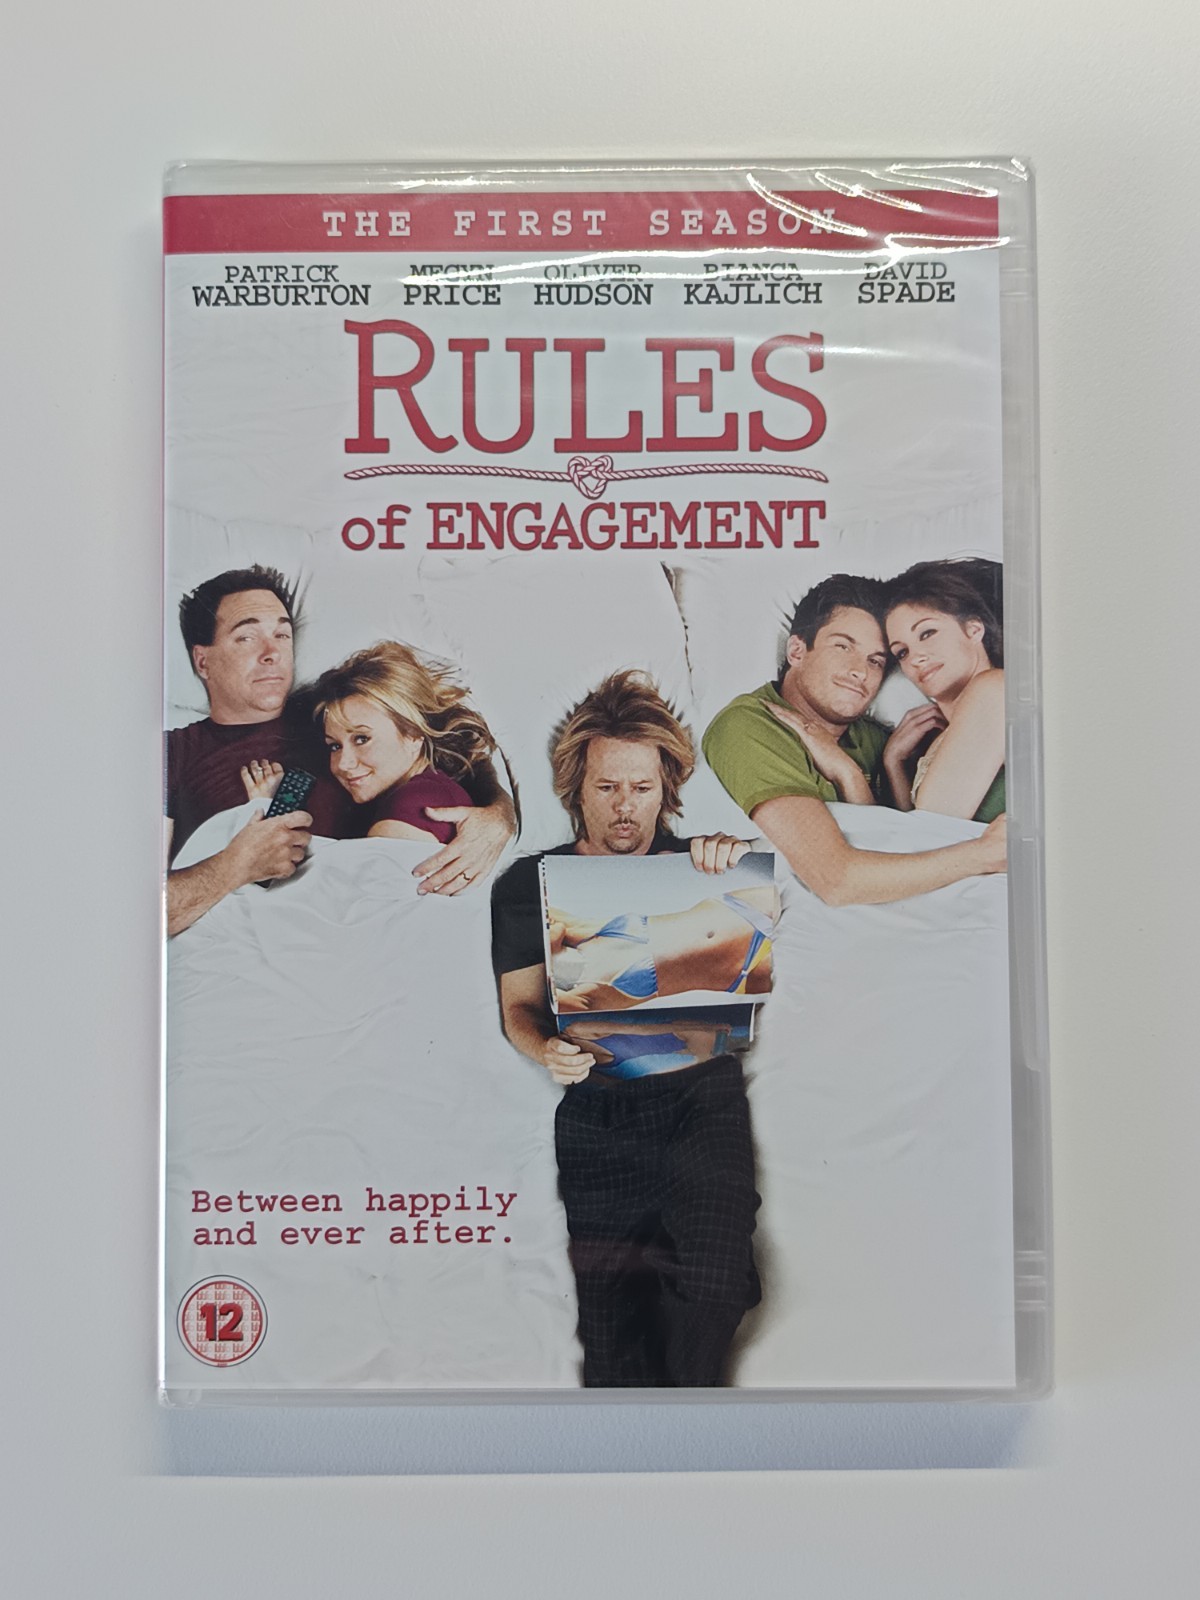 THE FIRST SEASON
PATRICK MEGYN OLIVER BIANCA DAVID
WARBURTON PRICE HUDSON KAJLICH SPADE
RULES
of ENGAGEMENT
Between happily
and ever after.
12